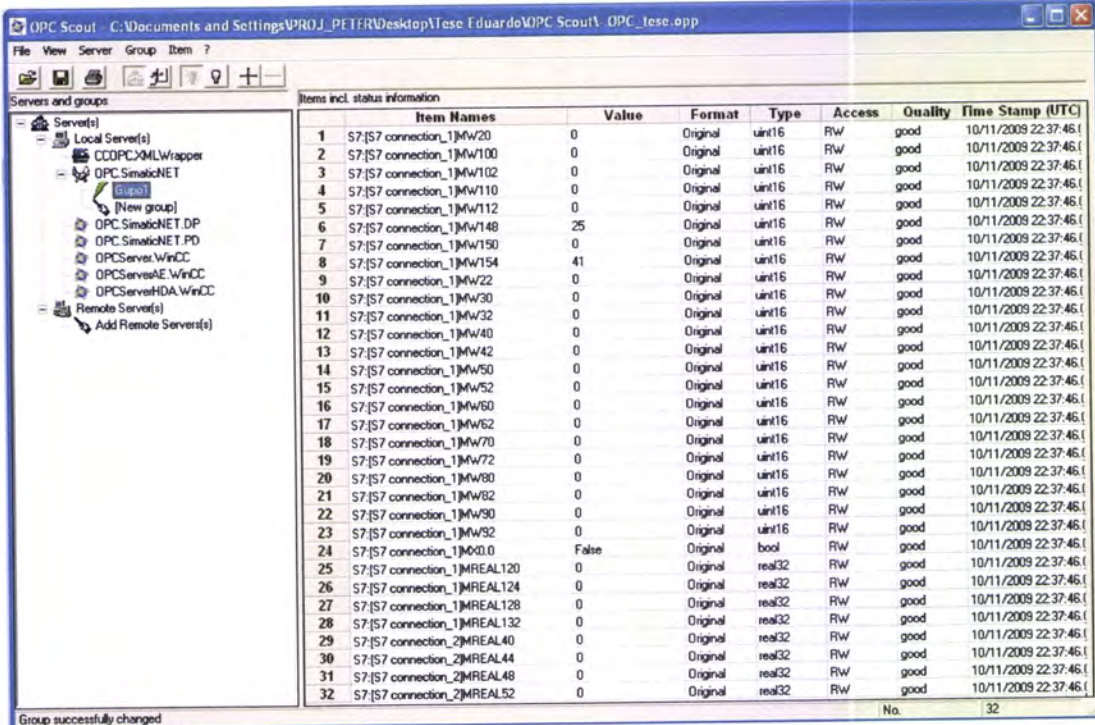 OPC Scout - C:\Documents and Settings\PROJ_PETER\Desktop\Tese Eduardo\OPC Scout\- OPC_tese.opp
File View Server Group Item ?
Servers and groups
Server(s)
Local Server(s)
CCOPC.XMLWrapper
OPC.SimaticNET
Gupo1
[New group]
OPC.SimaticNET.DP
OPC.SimaticNET.PD
OPCServer.WinCC
OPCServerAE.WinCC
OPCServerHDA.WinCC
Remote Server(s)
Add Remote Servers(s)
Items incl. status information
Item Names Value Format Type Access Quality Time Stamp (UTC)
1 S7:[S7 connection_1]MW20 0 Original uint16 RW good 10/11/2009 22:37:46.
2 S7:[S7 connection_1]MW100 0 Original uint16 RW good 10/11/2009 22:37:46.
3 S7:[S7 connection_1]MW102 0 Original uint16 RW good 10/11/2009 22:37:46.
4 S7:[S7 connection_1]MW110 0 Original uint16 RW good 10/11/2009 22:37:46.
5 S7:[S7 connection_1]MW112 0 Original uint16 RW good 10/11/2009 22:37:46.
6 S7:[S7 connection_1]MW148 25 Original uint16 RW good 10/11/2009 22:37:46.
7 S7:[S7 connection_1]MW150 0 Original uint16 RW good 10/11/2009 22:37:46.
8 S7:[S7 connection_1]MW154 41 Original uint16 RW good 10/11/2009 22:37:46.
9 S7:[S7 connection_1]MW22 0 Original uint16 RW good 10/11/2009 22:37:46.
10 S7:[S7 connection_1]MW30 0 Original uint16 RW good 10/11/2009 22:37:46.
11 S7:[S7 connection_1]MW32 0 Original uint16 RW good 10/11/2009 22:37:46.
12 S7:[S7 connection_1]MW40 0 Original uint16 RW good 10/11/2009 22:37:46.
13 S7:[S7 connection_1]MW42 0 Original uint16 RW good 10/11/2009 22:37:46.
14 S7:[S7 connection_1]MW50 0 Original uint16 RW good 10/11/2009 22:37:46.
15 S7:[S7 connection_1]MW52 0 Original uint16 RW good 10/11/2009 22:37:46.
16 S7:[S7 connection_1]MW60 0 Original uint16 RW good 10/11/2009 22:37:46.
17 S7:[S7 connection_1]MW62 0 Original uint16 RW good 10/11/2009 22:37:46.
18 S7:[S7 connection_1]MW70 0 Original uint16 RW good 10/11/2009 22:37:46.
19 S7:[S7 connection_1]MW72 0 Original uint16 RW good 10/11/2009 22:37:46.
20 S7:[S7 connection_1]MW80 0 Original uint16 RW good 10/11/2009 22:37:46.
21 S7:[S7 connection_1]MW82 0 Original uint16 RW good 10/11/2009 22:37:46.
22 S7:[S7 connection_1]MW90 0 Original uint16 RW good 10/11/2009 22:37:46.
23 S7:[S7 connection_1]MW92 0 Original uint16 RW good 10/11/2009 22:37:46.
24 S7:[S7 connection_1]MX0.0 False Original bool RW good 10/11/2009 22:37:46.
25 S7:[S7 connection_1]MREAL120 0 Original real32 RW good 10/11/2009 22:37:46.
26 S7:[S7 connection_1]MREAL124 0 Original real32 RW good 10/11/2009 22:37:46.
27 S7:[S7 connection_1]MREAL128 0 Original real32 RW good 10/11/2009 22:37:46.
28 S7:[S7 connection_1]MREAL132 0 Original real32 RW good 10/11/2009 22:37:46.
29 S7:[S7 connection_2]MREAL40 0 Original real32 RW good 10/11/2009 22:37:46.
30 S7:[S7 connection_2]MREAL44 0 Original real32 RW good 10/11/2009 22:37:46.
31 S7:[S7 connection_2]MREAL48 0 Original real32 RW good 10/11/2009 22:37:46.
32 S7:[S7 connection_2]MREAL52 0 Original real32 RW good 10/11/2009 22:37:46.
Group successfully changed No. 32